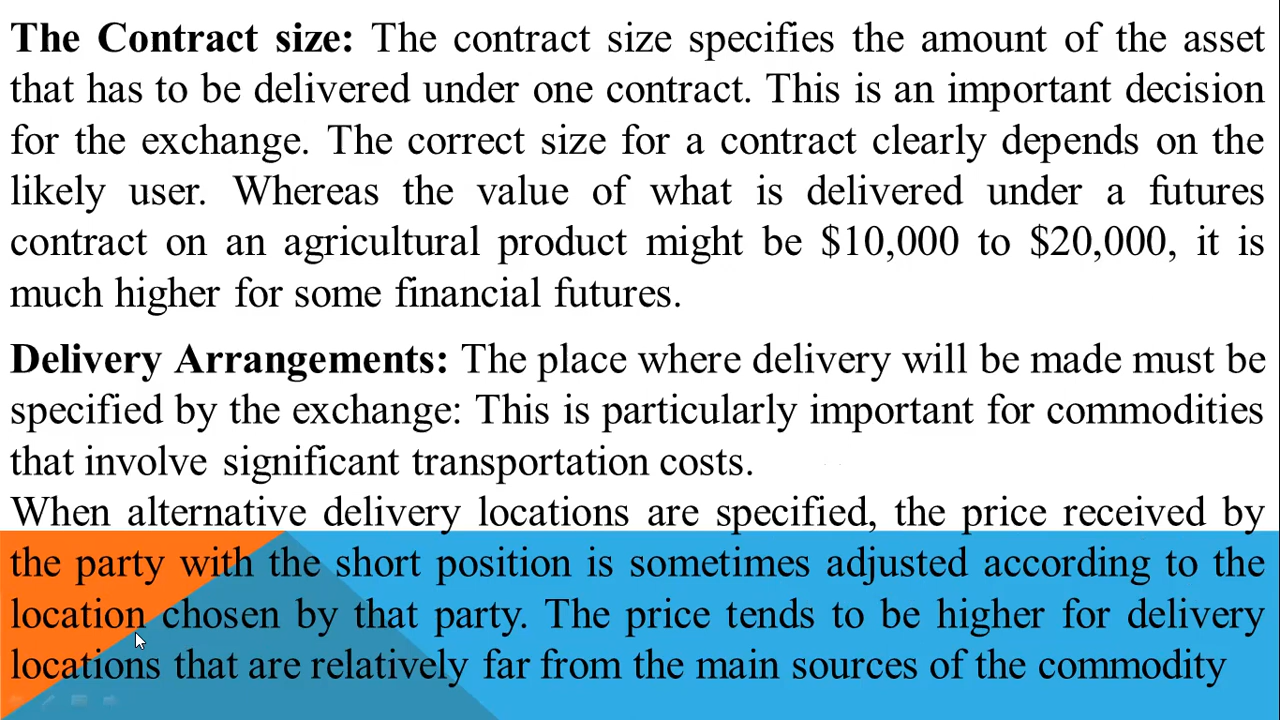 The Contract size: The contract size specifies the amount of the asset
that has to be delivered under one contract. This is an important decision
for the exchange. The correct size for a contract clearly depends on the
likely user. Whereas the value of what is delivered under a futures
contract on an agricultural product might be $10,000 to $20,000, it is
much higher for some financial futures.
Delivery Arrangements: The place where delivery will be made must be
specified by the exchange: This is particularly important for commodities
that involve significant transportation costs.
When alternative delivery locations are specified, the price received by
the party with the short position is sometimes adjusted according to the
location chosen by that party. The price tends to be higher for delivery
locations that are relatively far from the main sources of the commodity